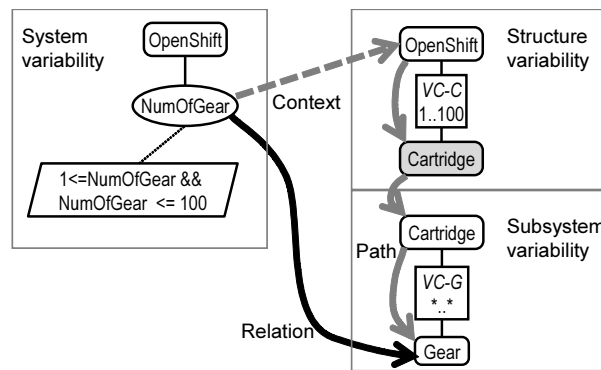 System
variability
OpenShift
NumOfGear
1<=NumOfGear &&
NumOfGear <= 100
Context
Relation
Path
Structure
variability
OpenShift
VC-C
1..100
Cartridge
Subsystem
variability
Cartridge
VC-G
*..*
Gear